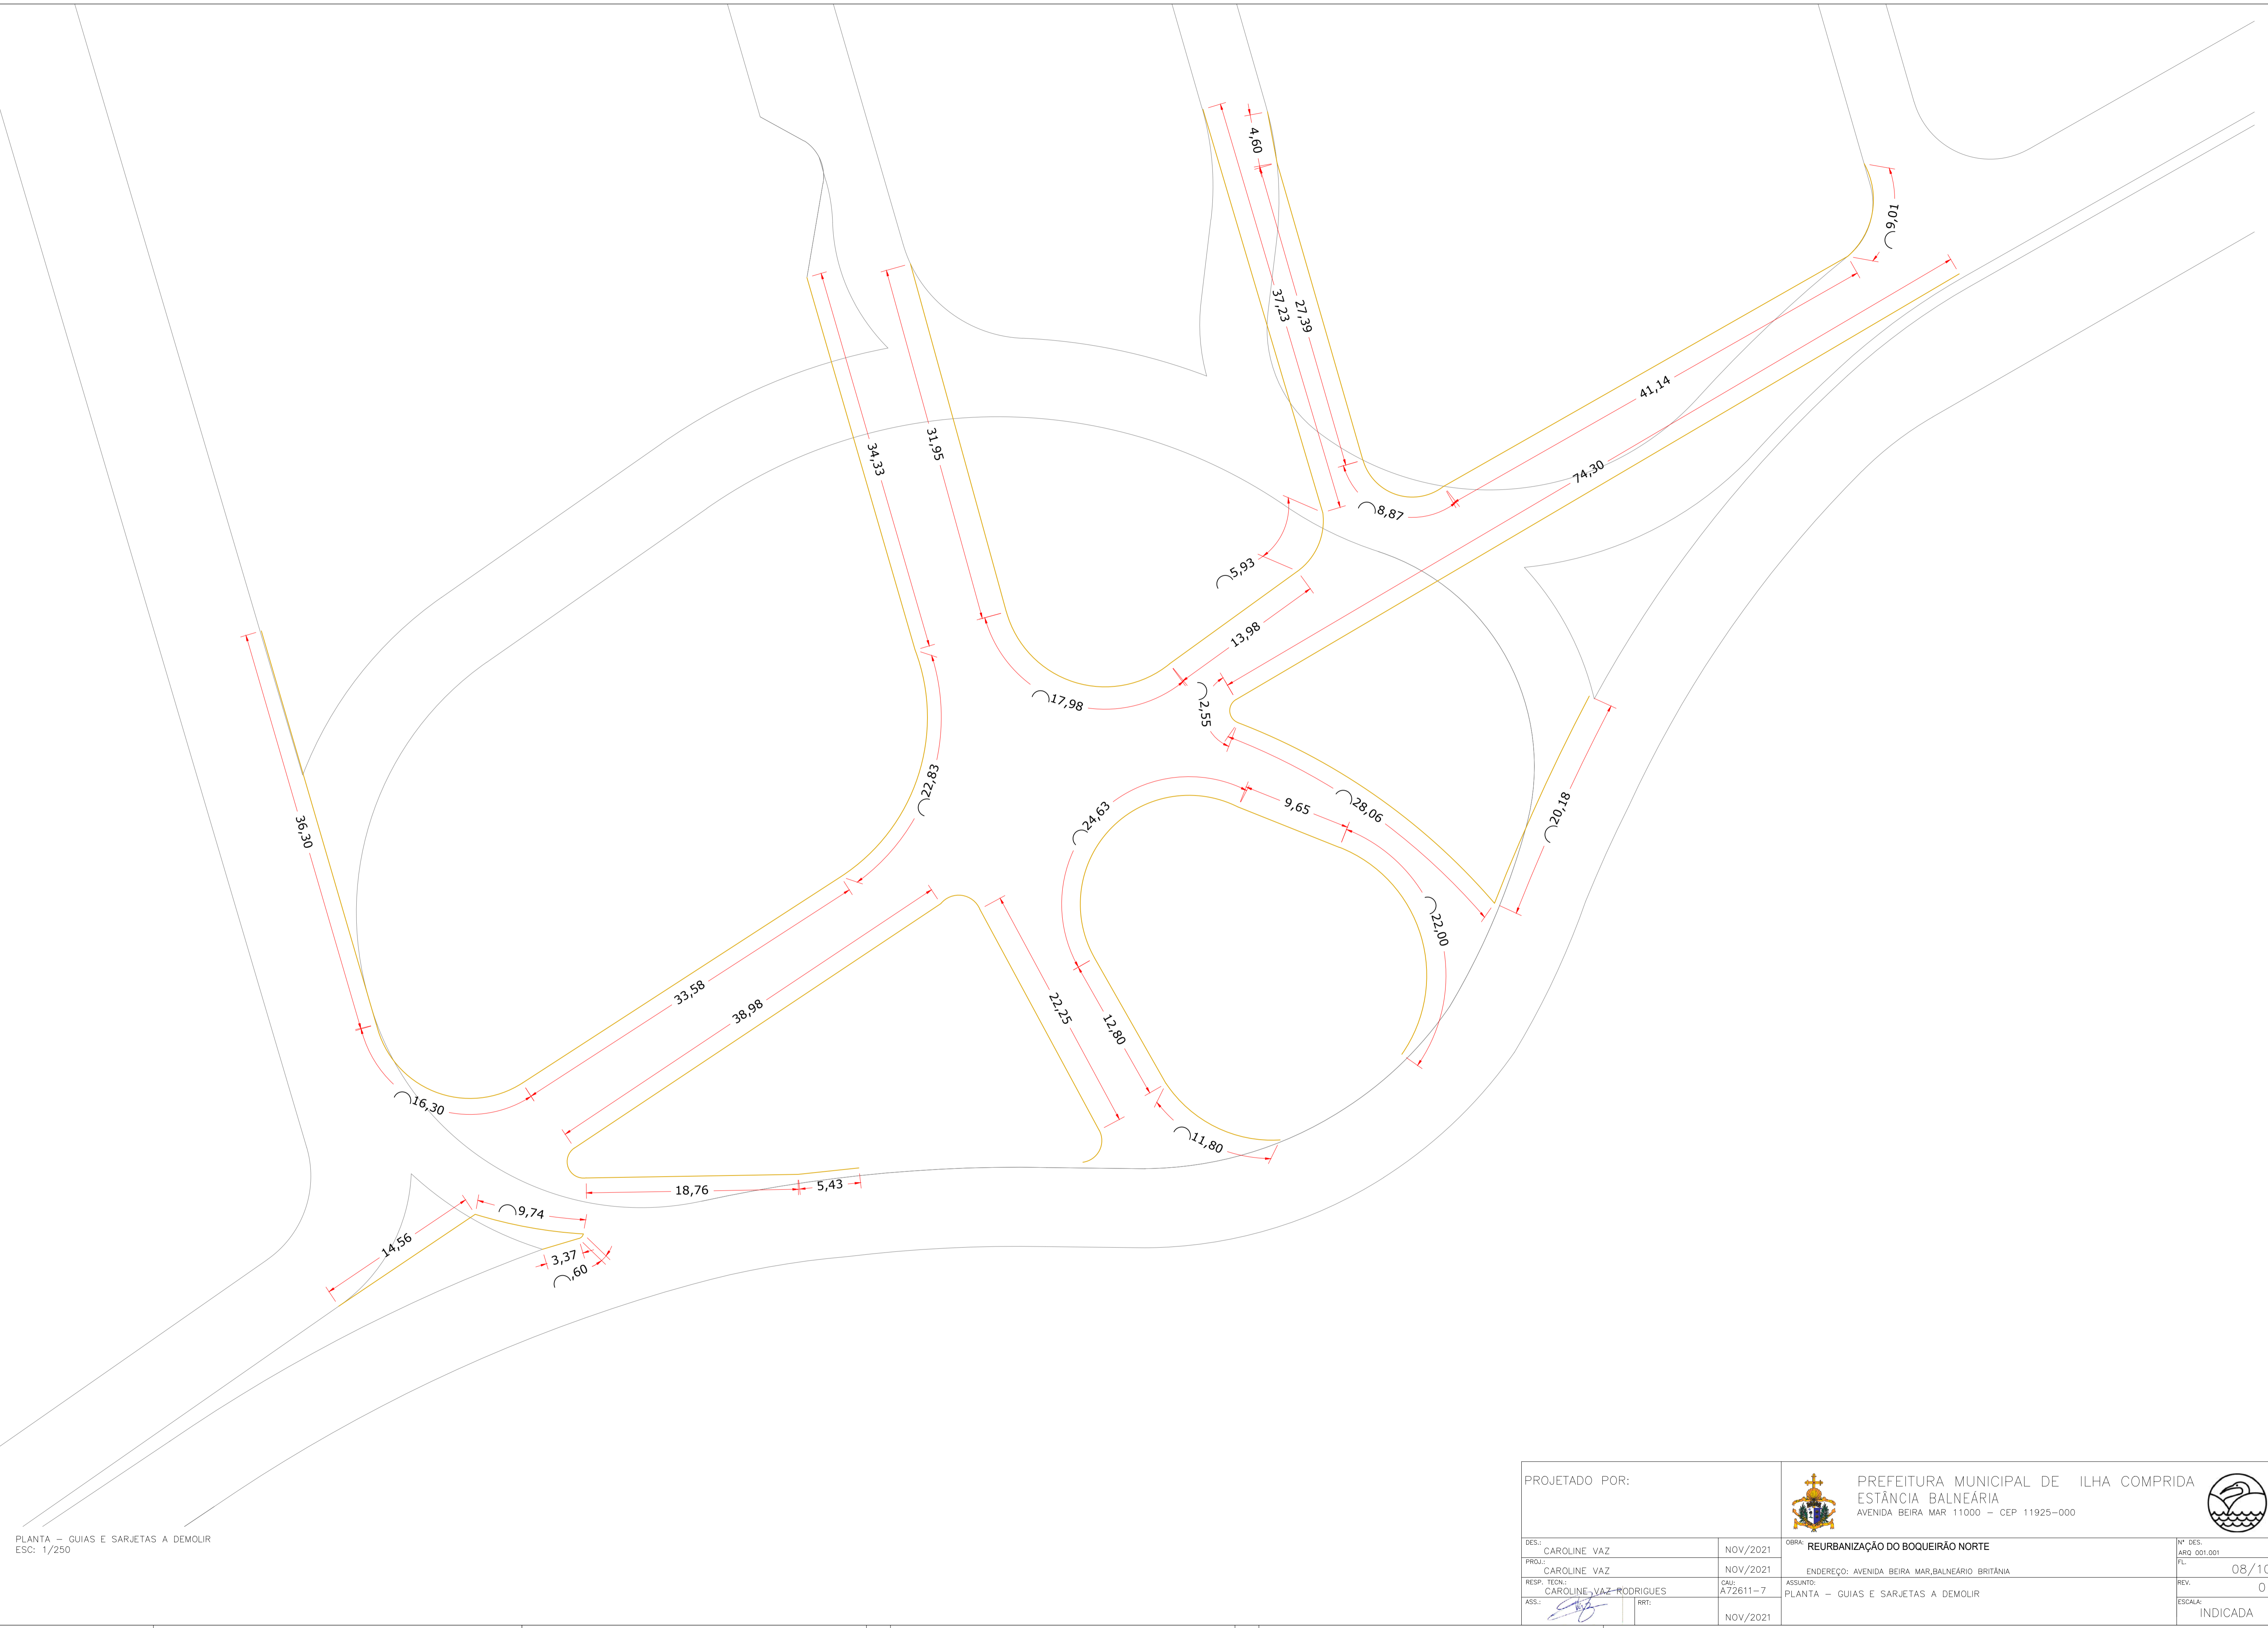 4,60
10,6
37,23
27,39
41,14
34,33
31,95
74,30
8,87
5,93
13,98
17,98
2,55
22,83
24,63
9,65
28,06
20,18
36,30
22,00
33,58
38,98
22,25
12,80
16,30
11,80
18,76
5,43
9,74
14,56
3,37
,60
PLANTA – GUIAS E SARJETAS A DEMOLIR
ESC: 1/250
PROJETADO POR:
PREFEITURA MUNICIPAL DE ILHA COMPRIDA
ESTÂNCIA BALNEÁRIA
AVENIDA BEIRA MAR 11000 – CEP 11925-000
DES.:
CAROLINE VAZ
NOV/2021
PROJ.:
CAROLINE VAZ
NOV/2021
RESP. TECN.:
CAROLINE VAZ RODRIGUES
CAU:
A72611-7
ASS.:
RRT:
NOV/2021
OBRA: REURBANIZAÇÃO DO BOQUEIRÃO NORTE
ENDEREÇO: AVENIDA BEIRA MAR,BALNEÁRIO BRITÂNIA
ASSUNTO:
PLANTA – GUIAS E SARJETAS A DEMOLIR
N° DES.
ARQ 001.001
FL.
08/10
REV.
0
ESCALA:
INDICADA